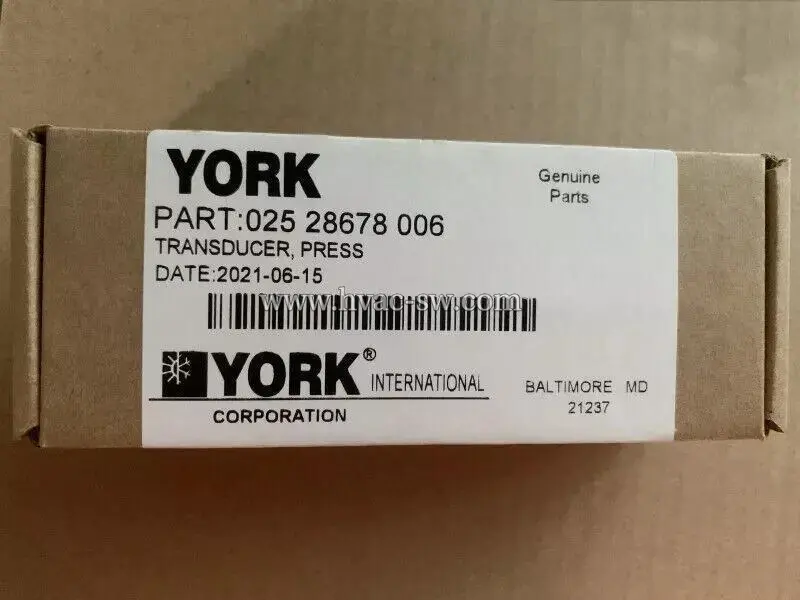 YORK
Genuine
Parts
PART:025 28678 006
TRANSDUCER, PRESS
DATE:2021-06-15
www.hvac-sw.com
YORK® INTERNATIONAL
CORPORATION
BALTIMORE MD
21237